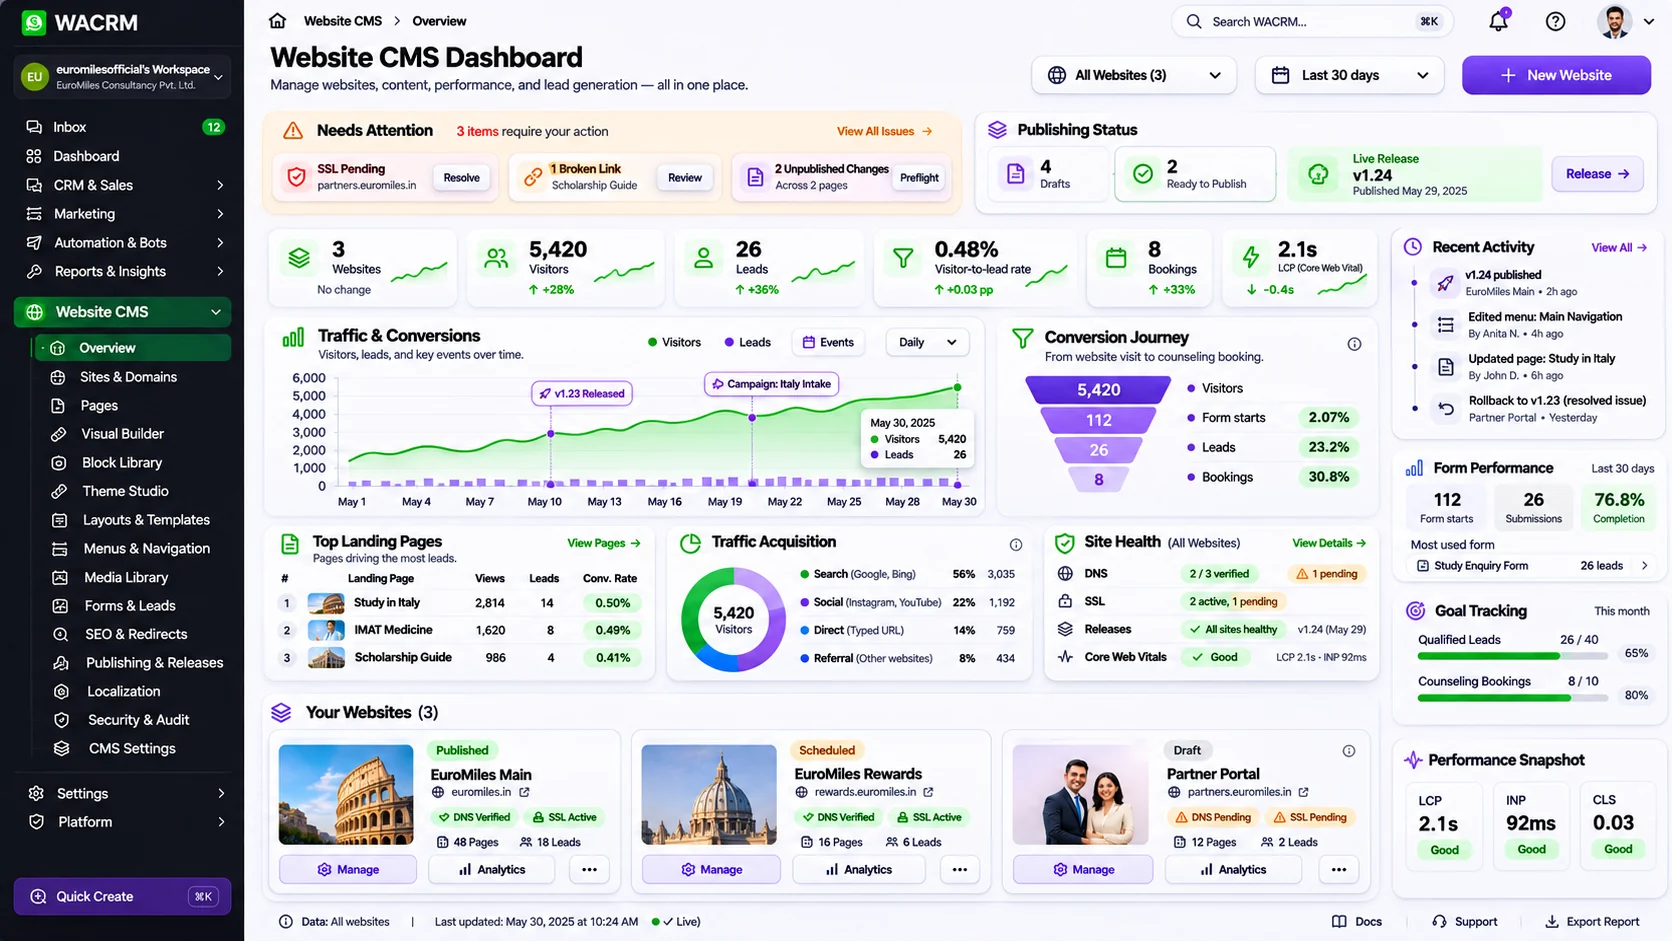 WACRM
EU
euromilesofficial's Workspace
EuroMiles Consultancy Pvt. Ltd.
Inbox 12
Dashboard
CRM & Sales
Marketing
Automation & Bots
Reports & Insights
Website CMS
Overview
Sites & Domains
Pages
Visual Builder
Block Library
Theme Studio
Layouts & Templates
Menus & Navigation
Media Library
Forms & Leads
SEO & Redirects
Publishing & Releases
Localization
Security & Audit
CMS Settings
Settings
Platform
Quick Create ⌘K
Website CMS > Overview
Search WACRM... ⌘K
Website CMS Dashboard
Manage websites, content, performance, and lead generation — all in one place.
All Websites (3)
Last 30 days
+ New Website
Needs Attention 3 items require your action
View All Issues →
SSL Pending
partners.euromiles.in
Resolve
1 Broken Link
Scholarship Guide
Review
2 Unpublished Changes
Across 2 pages
Preflight
Publishing Status
4
Drafts
2
Ready to Publish
Live Release
v1.24
Published May 29, 2025
Release →
3
Websites
No change
5,420
Visitors
↑ +28%
26
Leads
↑ +36%
0.48%
Visitor-to-lead rate
↑ +0.03 pp
8
Bookings
↑ +33%
2.1s
LCP (Core Web Vital)
↓ -0.4s
Traffic & Conversions
Visitors, leads, and key events over time.
Visitors
Leads
Events
Daily
6,000
5,000
4,000
3,000
2,000
1,000
0
v1.23 Released
Campaign: Italy Intake
May 30, 2025
Visitors 5,420
Leads 26
May 1 May 4 May 7 May 10 May 13 May 16 May 19 May 22 May 25 May 28 May 30
Conversion Journey
From website visit to counseling booking.
5,420 Visitors
112 Form starts 2.07%
26 Leads 23.2%
8 Bookings 30.8%
Recent Activity View All →
v1.24 published
EuroMiles Main • 2h ago
Edited menu: Main Navigation
By Anita N. • 4h ago
Updated page: Study in Italy
By John D. • 6h ago
Rollback to v1.23 (resolved issue)
Partner Portal • Yesterday
Form Performance Last 30 days
112
Form starts
26
Submissions
76.8%
Completion
Most used form
Study Enquiry Form 26 leads
Top Landing Pages
Pages driving the most leads.
View Pages →
# Landing Page Views Leads Conv. Rate
1 Study in Italy 2,814 14 0.50%
2 IMAT Medicine 1,620 8 0.49%
3 Scholarship Guide 986 4 0.41%
Traffic Acquisition
5,420
Visitors
Search (Google, Bing) 56% 3,035
Social (Instagram, YouTube) 22% 1,192
Direct (Typed URL) 14% 759
Referral (Other websites) 8% 434
Site Health (All Websites) View Details →
DNS 2 / 3 verified 1 pending
SSL 2 active, 1 pending
Releases All sites healthy v1.24 (May 29)
Core Web Vitals Good LCP 2.1s · INP 92ms
Goal Tracking This month
Qualified Leads 26 / 40
65%
Counseling Bookings 8 / 10
80%
Your Websites (3)
Published
EuroMiles Main
euromiles.in
DNS Verified SSL Active
48 Pages 18 Leads
Manage Analytics •••
Scheduled
EuroMiles Rewards
rewards.euromiles.in
DNS Verified SSL Active
16 Pages 6 Leads
Manage Analytics •••
Draft
Partner Portal
partners.euromiles.in
DNS Pending SSL Pending
12 Pages 2 Leads
Manage Analytics •••
Performance Snapshot
LCP
2.1s
Good
INP
92ms
Good
CLS
0.03
Good
Data: All websites | Last updated: May 30, 2025 at 10:24 AM ● ✓ Live)
Docs
Support
Export Report